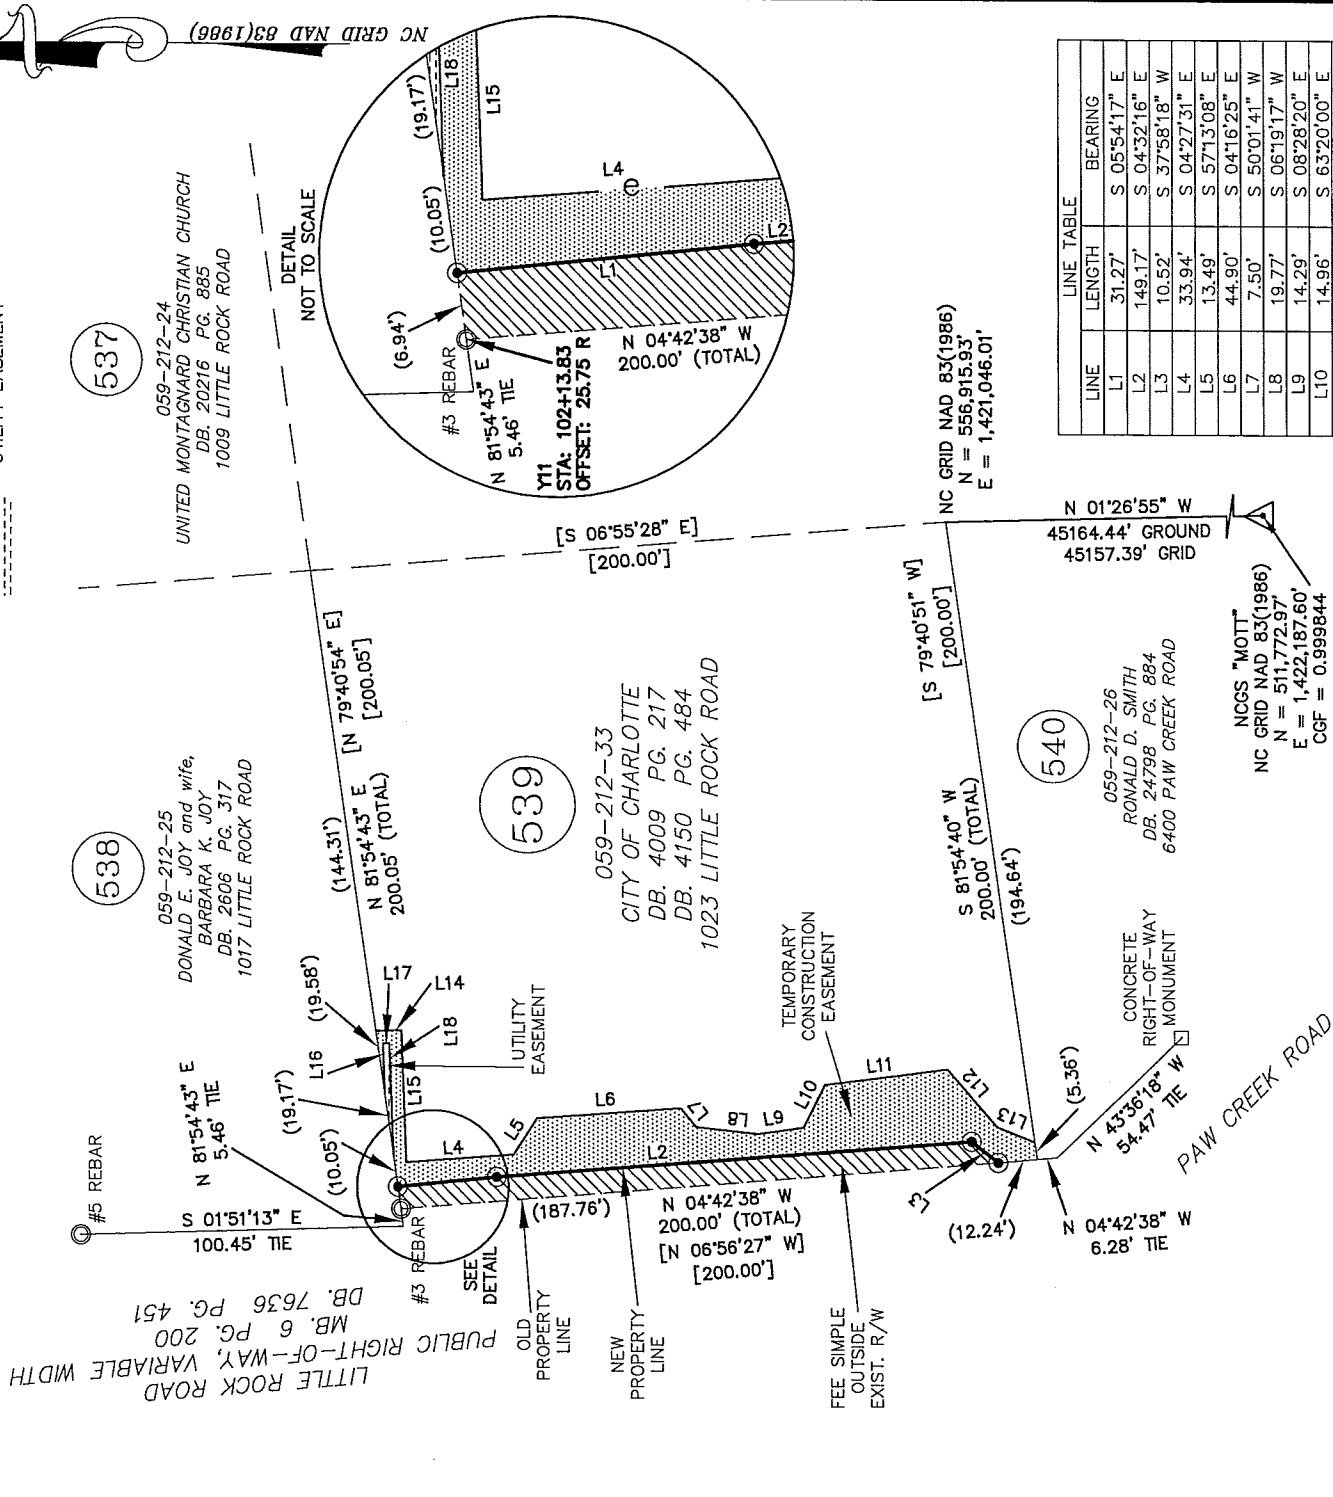 NC GRID NAD 83(1986)
537
059-212-24
UNITED MONTAGNARD CHRISTIAN CHURCH
DB. 20216 PG. 885
1009 LITTLE ROCK ROAD
DETAIL
NOT TO SCALE
(19.17')
L18
L15
(10.05')
L4
L1
L2
(6.94')
#3 REBAR
N 81°54'43" E
5.46' TIE
Y11
STA: 102+13.83
OFFSET: 25.75 R
N 04°42'38" W
200.00' (TOTAL)
LINE TABLE
LINE LENGTH BEARING
L1 31.27' S 05°54'17" E
L2 149.17' S 04°32'16" E
L3 10.52' S 37°58'18" W
L4 33.94' S 04°27'31" E
L5 13.49' S 57°13'08" E
L6 44.90' S 04°16'25" E
L7 7.50' S 50°01'41" W
L8 19.77' S 06°19'17" W
L9 14.29' S 08°28'20" E
L10 14.96' S 63°20'00" E
NC GRID NAD 83(1986)
N = 556,915.93'
E = 1,421,046.01'
[S 06°55'28" E]
[200.00']
N 01°26'55" W
45164.44' GROUND
45157.39' GRID
NCGS "MOTT"
NC GRID NAD 83(1986)
N = 511,772.97'
E = 1,422,187.60'
CGF = 0.999844
538
059-212-25
DONALD E. JOY and wife,
BARBARA K. JOY
DB. 2606 PG. 317
1017 LITTLE ROCK ROAD
[N 79°40'54" E]
[200.05']
(144.31')
N 81°54'43" E
200.05' (TOTAL)
539
059-212-33
CITY OF CHARLOTTE
DB. 4009 PG. 217
DB. 4150 PG. 484
1023 LITTLE ROCK ROAD
[S 79°40'51" W]
[200.00']
S 81°54'40" W
200.00' (TOTAL)
(194.64')
540
059-212-26
RONALD D. SMITH
DB. 24798 PG. 884
6400 PAW CREEK ROAD
(19.58')
L17
L14
L16
L18
(19.17')
L15
UTILITY
EASEMENT
TEMPORARY
CONSTRUCTION
EASEMENT
CONCRETE
RIGHT-OF-WAY
MONUMENT
#5 REBAR
N 81°54'43" E
5.46' TIE
(10.05')
S 01°51'13" E
100.45' TIE
L4
L5
L6
L7
L8
L9
L10
L11
L12
L13
L2
L3
(5.36')
N 43°36'18" W
54.47' TIE
PAW CREEK ROAD
#3 REBAR
SEE
DETAIL
(187.76')
N 04°42'38" W
200.00' (TOTAL)
[N 06°56'27" W]
[200.00']
(12.24')
N 04°42'38" W
6.28' TIE
OLD
PROPERTY
LINE
NEW
PROPERTY
LINE
FEE SIMPLE
OUTSIDE
EXIST. R/W
LITTLE ROCK ROAD
PUBLIC RIGHT-OF-WAY, VARIABLE WIDTH
MB. 6 PG. 200
DB. 7636 PG. 451